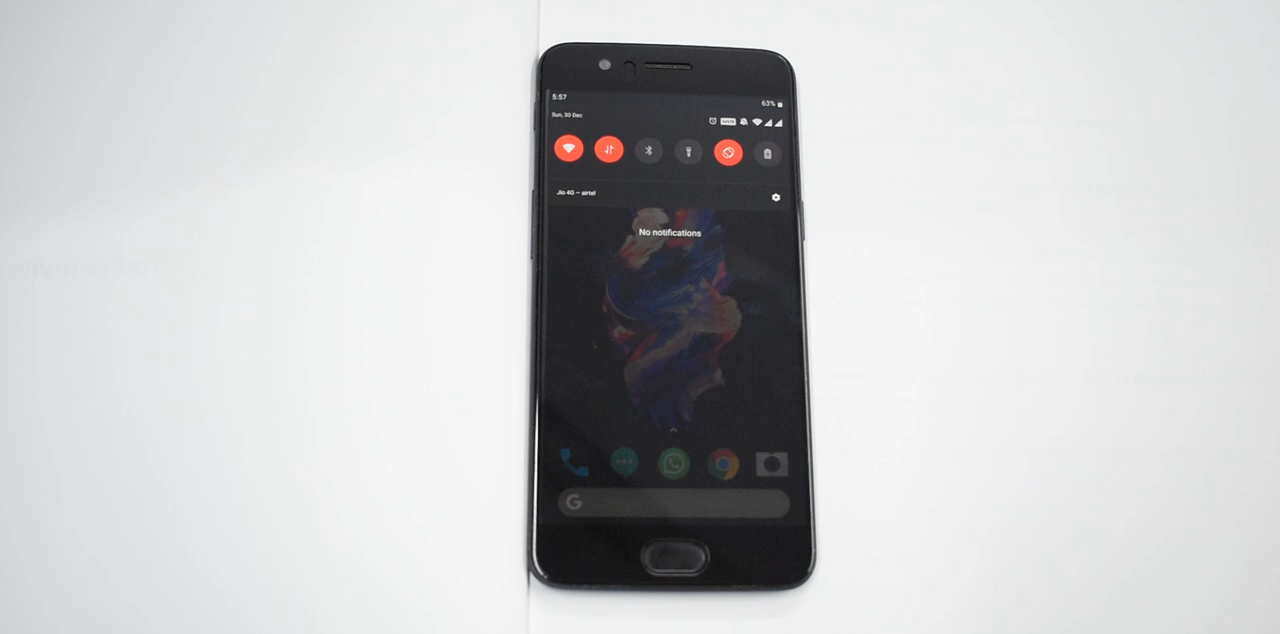 5:57
63%
Sun, 30 Dec
Jio 4G — airtel
No notifications
G